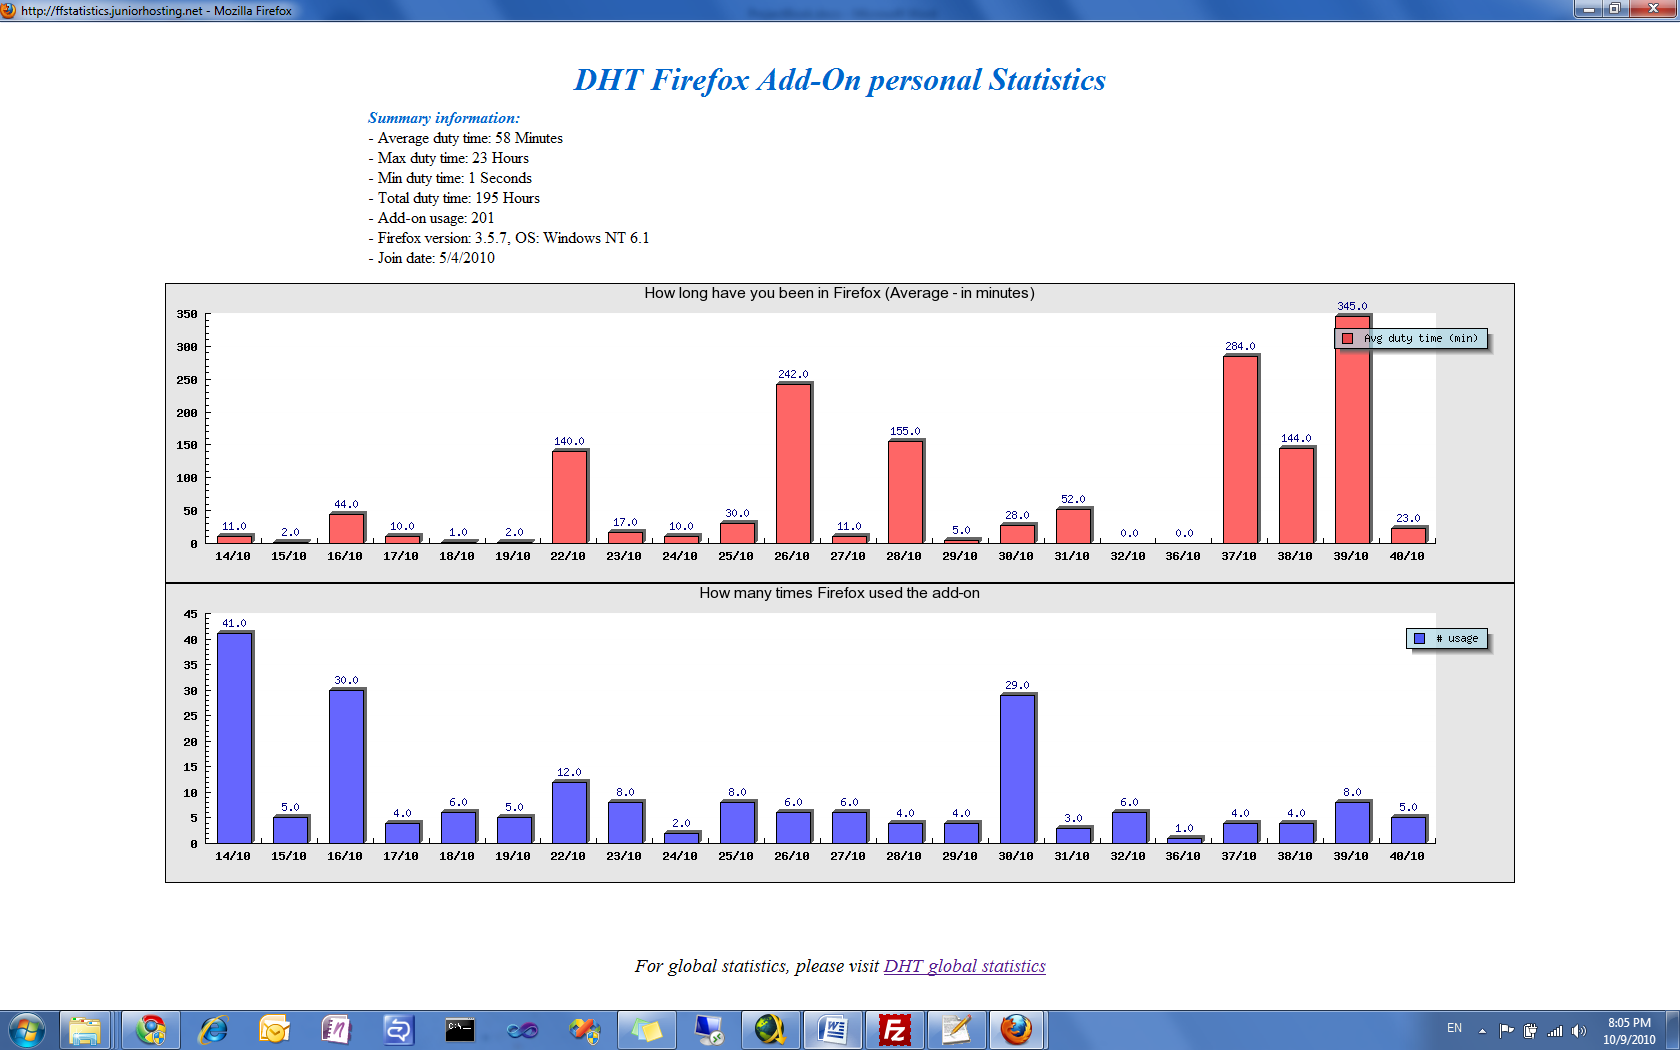 http://ffstatistics.juniorhosting.net - Mozilla Firefox
DHT Firefox Add-On personal Statistics
Summary information:
- Average duty time: 58 Minutes
- Max duty time: 23 Hours
- Min duty time: 1 Seconds
- Total duty time: 195 Hours
- Add-on usage: 201
- Firefox version: 3.5.7, OS: Windows NT 6.1
- Join date: 5/4/2010
How long have you been in Firefox (Average - in minutes)
350
300
250
200
150
100
50
0
11.0 2.0 44.0 10.0 1.0 2.0 140.0 17.0 10.0 30.0 242.0 11.0 155.0 5.0 28.0 52.0 0.0 0.0 284.0 144.0 345.0 23.0
Avg duty time (min)
14/10 15/10 16/10 17/10 18/10 19/10 22/10 23/10 24/10 25/10 26/10 27/10 28/10 29/10 30/10 31/10 32/10 36/10 37/10 38/10 39/10 40/10
How many times Firefox used the add-on
45
40
35
30
25
20
15
10
5
0
41.0 5.0 30.0 4.0 6.0 5.0 12.0 8.0 2.0 8.0 6.0 6.0 4.0 4.0 29.0 3.0 6.0 1.0 4.0 4.0 8.0 5.0
# usage
14/10 15/10 16/10 17/10 18/10 19/10 22/10 23/10 24/10 25/10 26/10 27/10 28/10 29/10 30/10 31/10 32/10 36/10 37/10 38/10 39/10 40/10
For global statistics, please visit DHT global statistics
EN
8:05 PM
10/9/2010